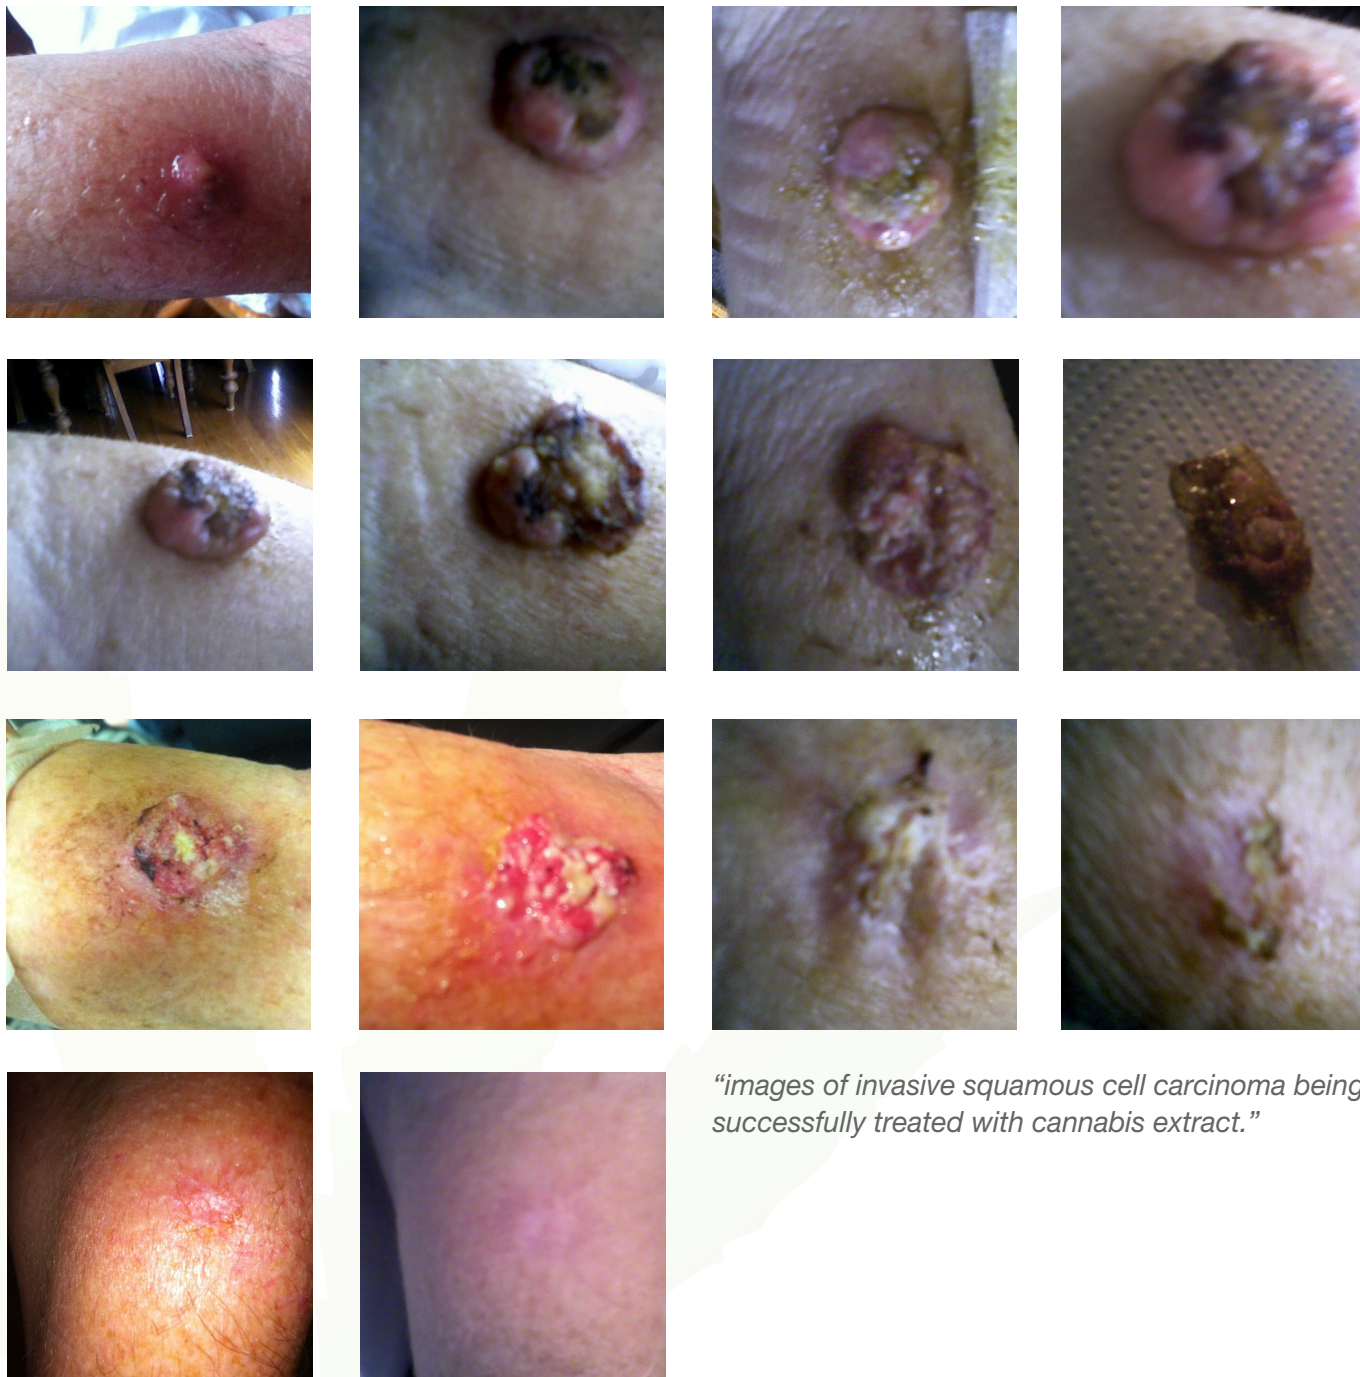 “images of invasive squamous cell carcinoma being
successfully treated with cannabis extract.”